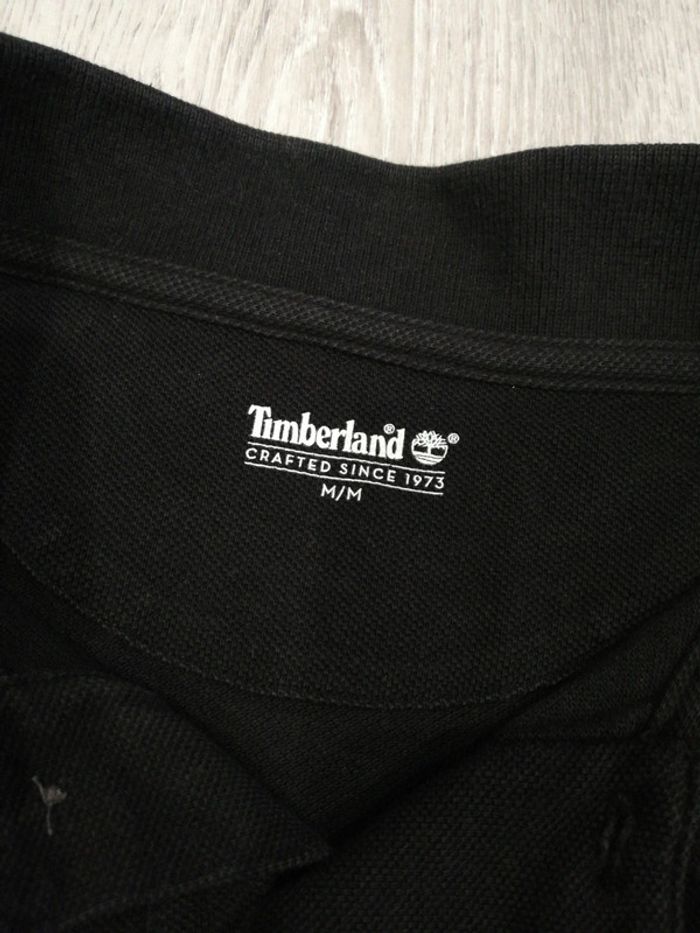 Timberland® ®
CRAFTED SINCE 1973
M/M